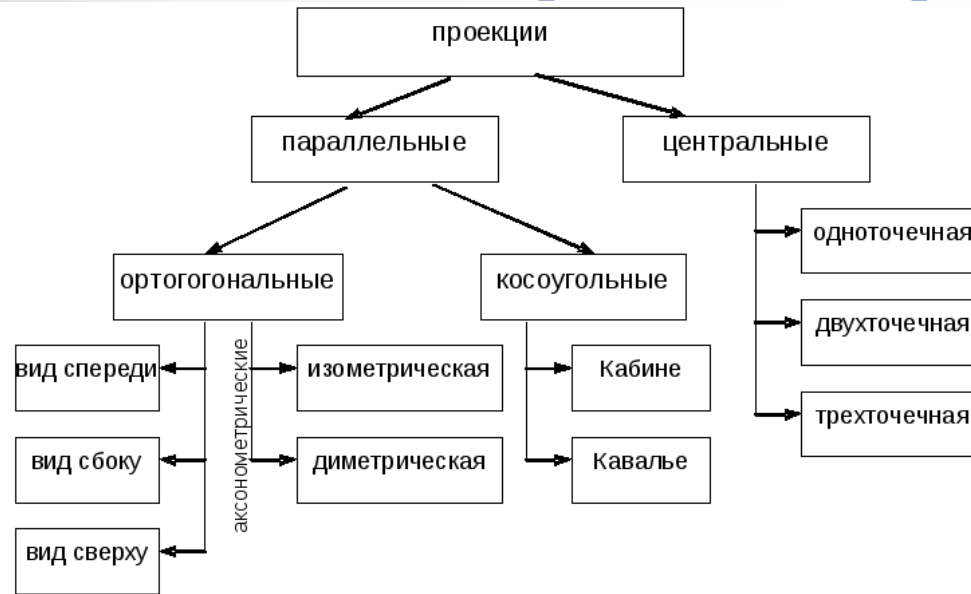 проекции
параллельные
центральные
одноточечная
двухточечная
трехточечная
ортогогональные
косоугольные
вид спереди
вид сбоку
вид сверху
аксонометрические
изометрическая
диметрическая
Кабине
Кавалье